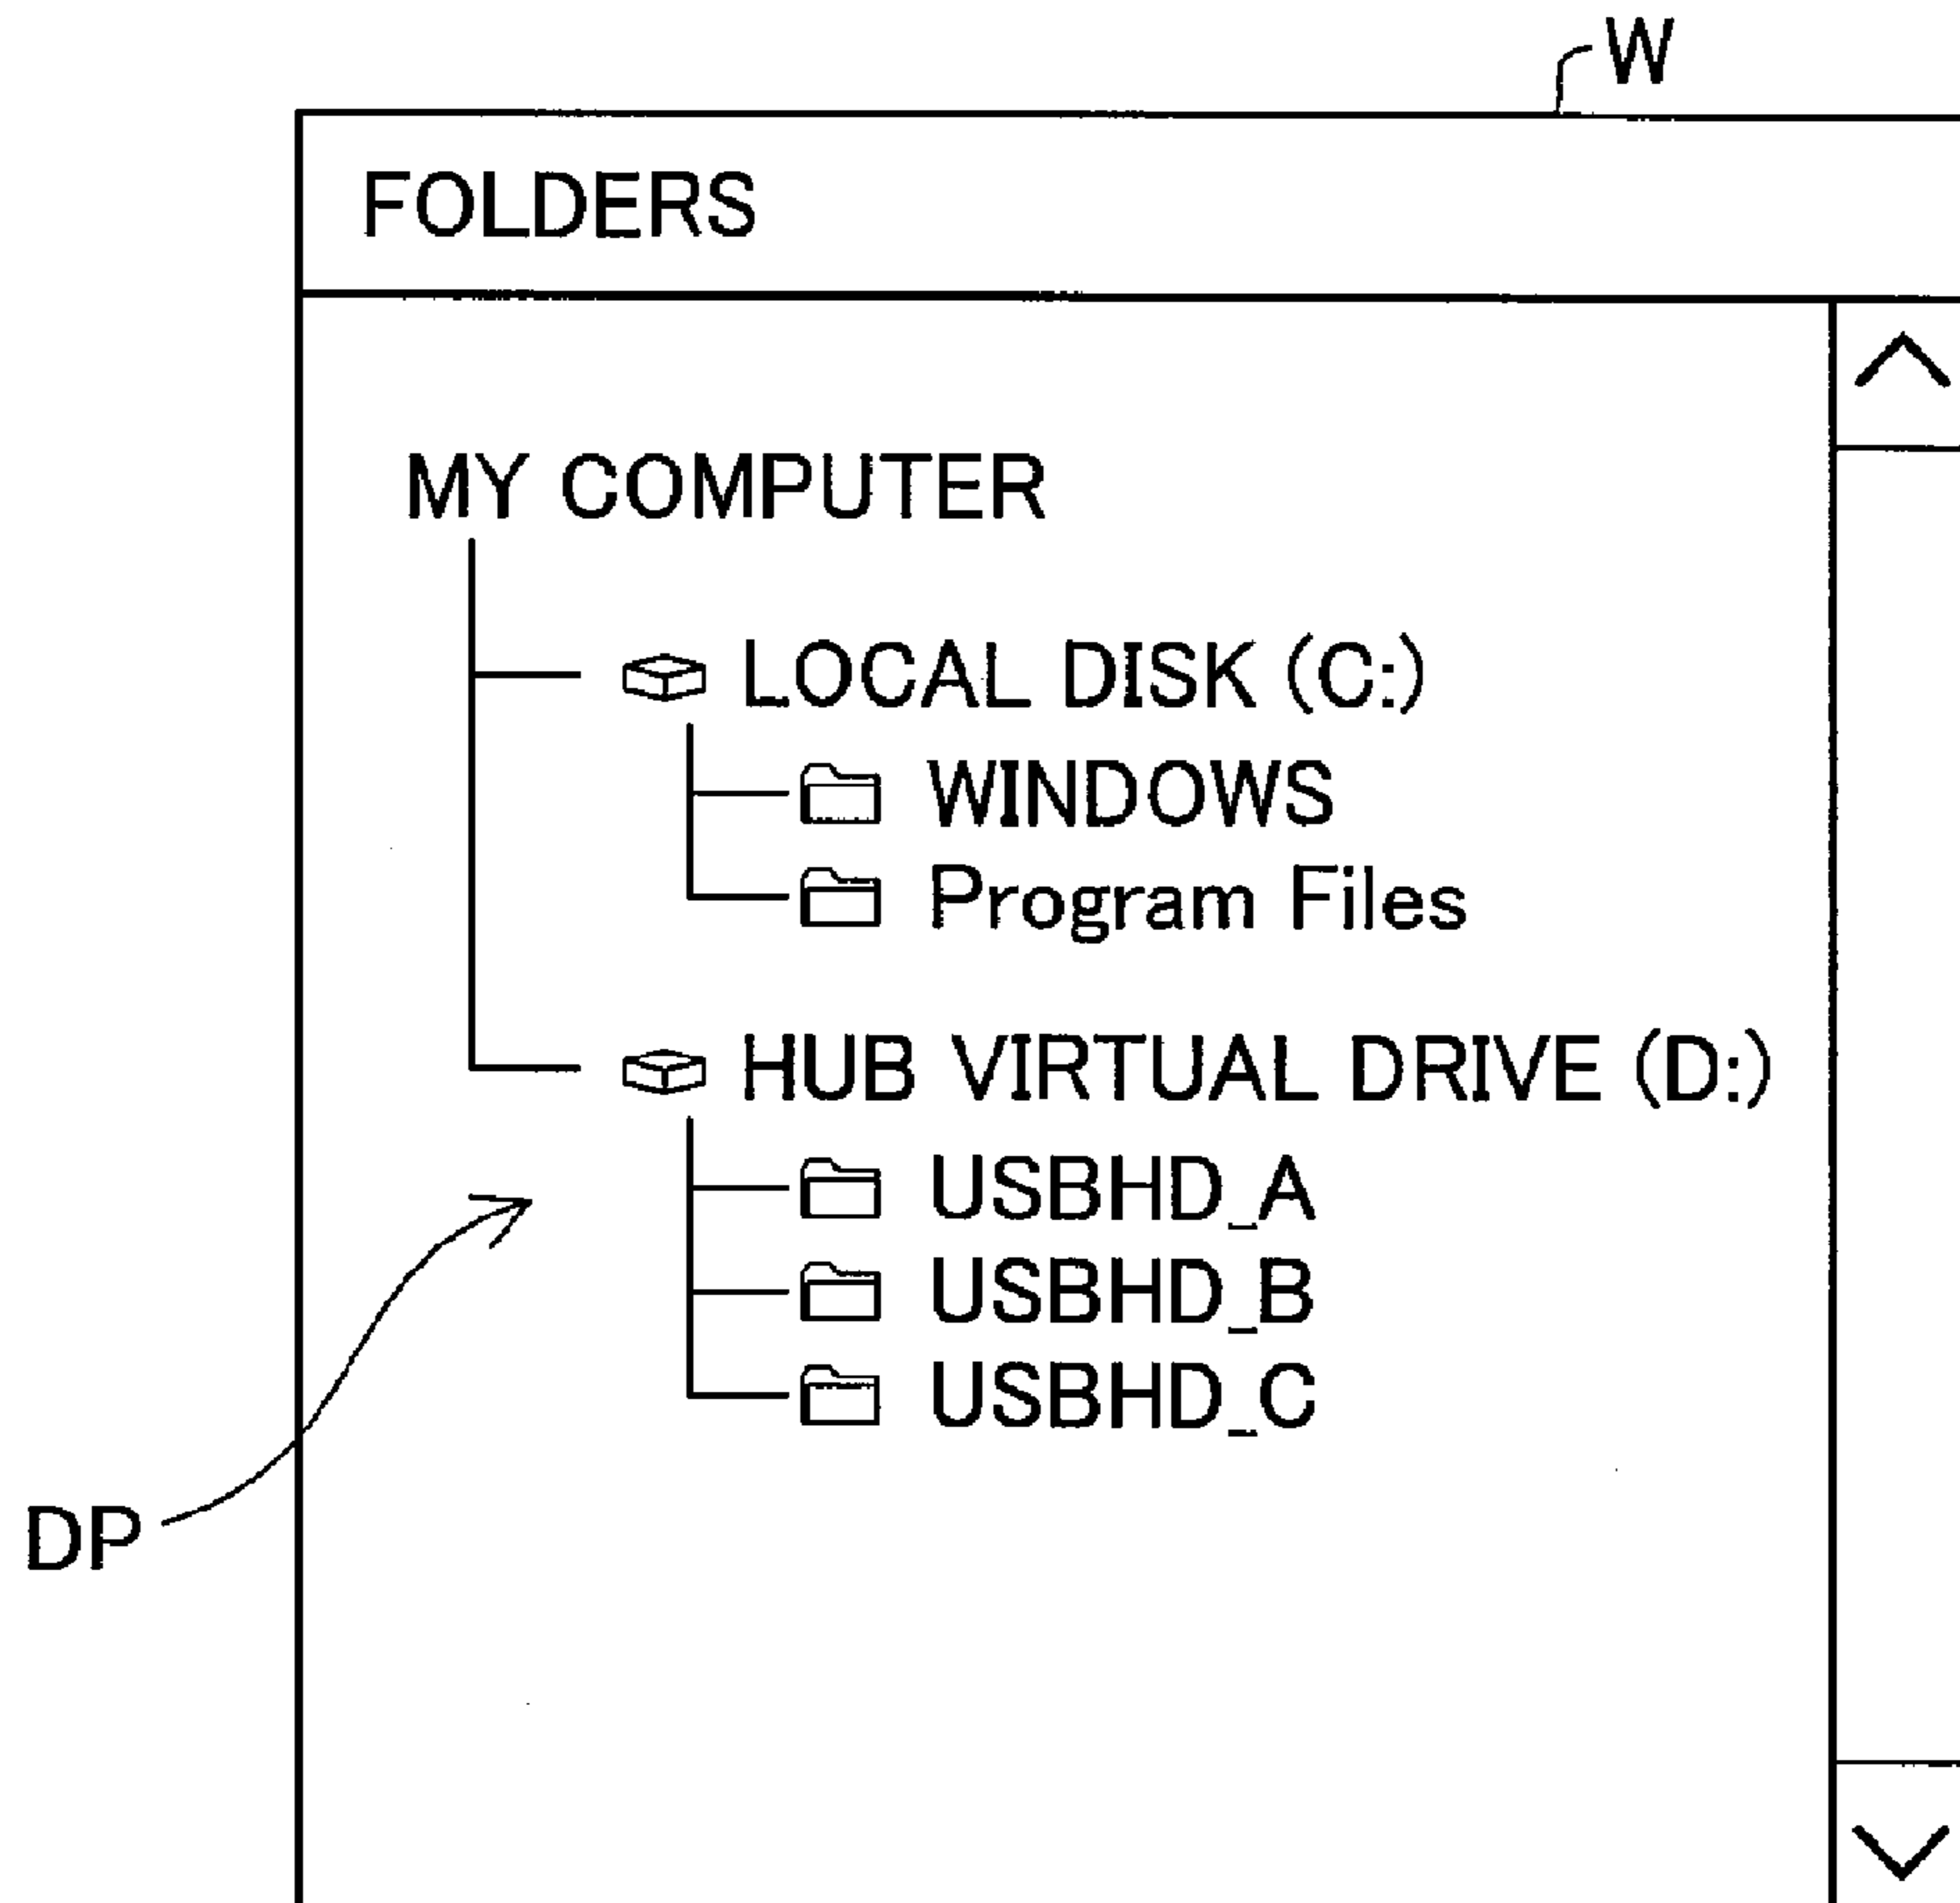 W
FOLDERS
MY COMPUTER
LOCAL DISK (C:)
WINDOWS
Program Files
HUB VIRTUAL DRIVE (D:)
USBHD_A
USBHD_B
USBHD_C
DP